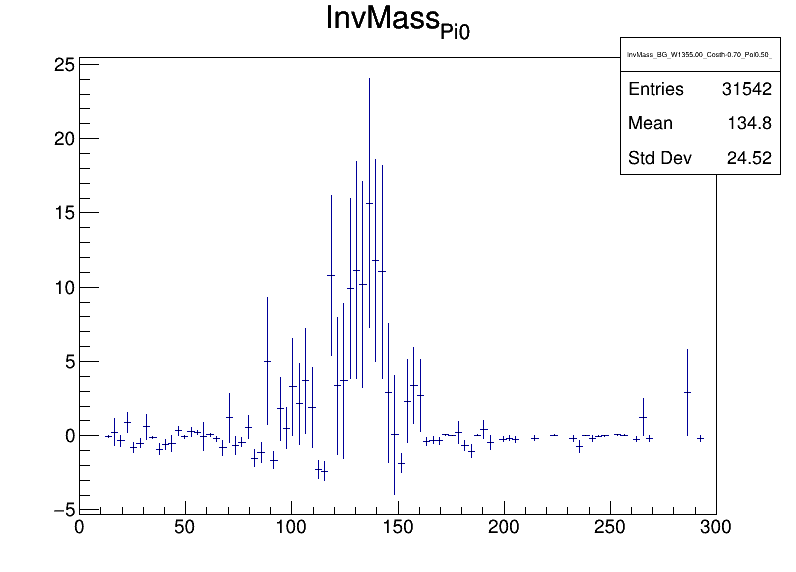 InvMassPi0
InvMass_BG_W1355.00_Costh-0.70_Pol0.50_
Entries 31542
Mean 134.8
Std Dev 24.52
25
20
15
10
5
0
−5
0 50 100 150 200 250 300